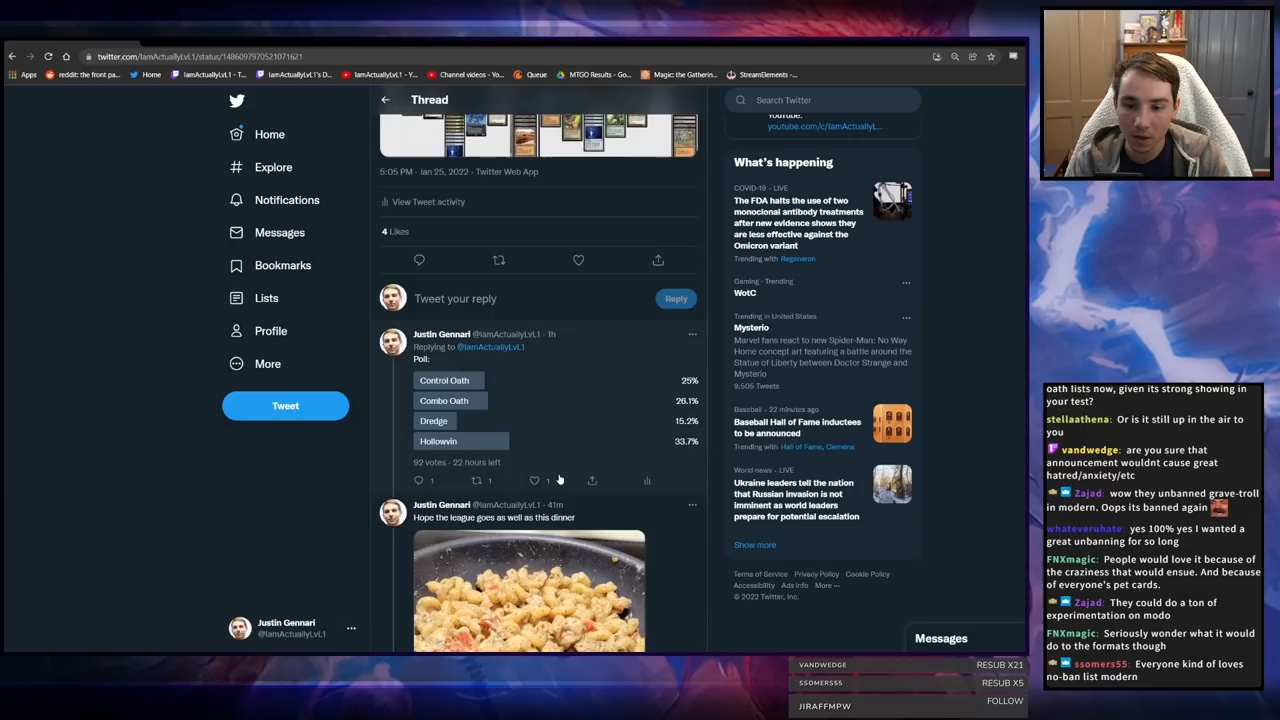 twitter.com/IamActuallyLvL1/status/1486097970521071621
Apps
reddit: the front pa...
Home
IamActuallyLvL1 - T...
IamActuallyLvL1's D...
IamActuallyLvL1 - Y...
Channel videos - Yo...
Queue
MTGO Results - Go...
Magic: the Gatherin...
StreamElements -...
Home
Explore
Notifications
Messages
Bookmarks
Lists
Profile
More
Tweet
Justin Gennari
@IamActuallyLvL1
Thread
5:05 PM · Jan 25, 2022 · Twitter Web App
View Tweet activity
4 Likes
Tweet your reply
Reply
Justin Gennari @IamActuallyLvL1 · 1h
Replying to @IamActuallyLvL1
Poll:
Control Oath 25%
Combo Oath 26.1%
Dredge 15.2%
Hollowvin 33.7%
92 votes · 22 hours left
1 1 1
Justin Gennari @IamActuallyLvL1 · 41m
Hope the league goes as well as this dinner
Search Twitter
YouTube:
youtube.com/c/IamActuallyL...
What's happening
COVID-19 · LIVE
The FDA halts the use of two
monoclonal antibody treatments
after new evidence shows they
are less effective against the
Omicron variant
Trending with Regeneron
Gaming · Trending
WotC
Trending in United States
Mysterio
Marvel fans react to new Spider-Man: No Way
Home concept art featuring a battle around the
Statue of Liberty between Doctor Strange and
Mysterio
9,505 Tweets
Baseball · 22 minutes ago
Baseball Hall of Fame inductees
to be announced
Trending with Hall of Fame, Clemens
World news · LIVE
Ukraine leaders tell the nation
that Russian invasion is not
imminent as world leaders
prepare for potential escalation
Show more
Terms of Service Privacy Policy Cookie Policy
Accessibility Ads Info More ...
© 2022 Twitter, Inc.
Messages
oath lists now, given its strong showing in
your test?
stellaathena: Or is it still up in the air to
you
vandwedge: are you sure that
announcement wouldnt cause great
hatred/anxiety/etc
Zajad: wow they unbanned grave-troll
in modern. Oops its banned again
whateveruhate: yes 100% yes I wanted a
great unbanning for so long
FNXmagic: People would love it because of
the craziness that would ensue. And because
of everyone's pet cards.
Zajad: They could do a ton of
experimentation on modo
FNXmagic: Seriously wonder what it would
do to the formats though
ssomers55: Everyone kind of loves
no-ban list modern
VANDWEDGE RESUB X21
SSOMERS55 RESUB X5
JIRAFFMPW FOLLOW